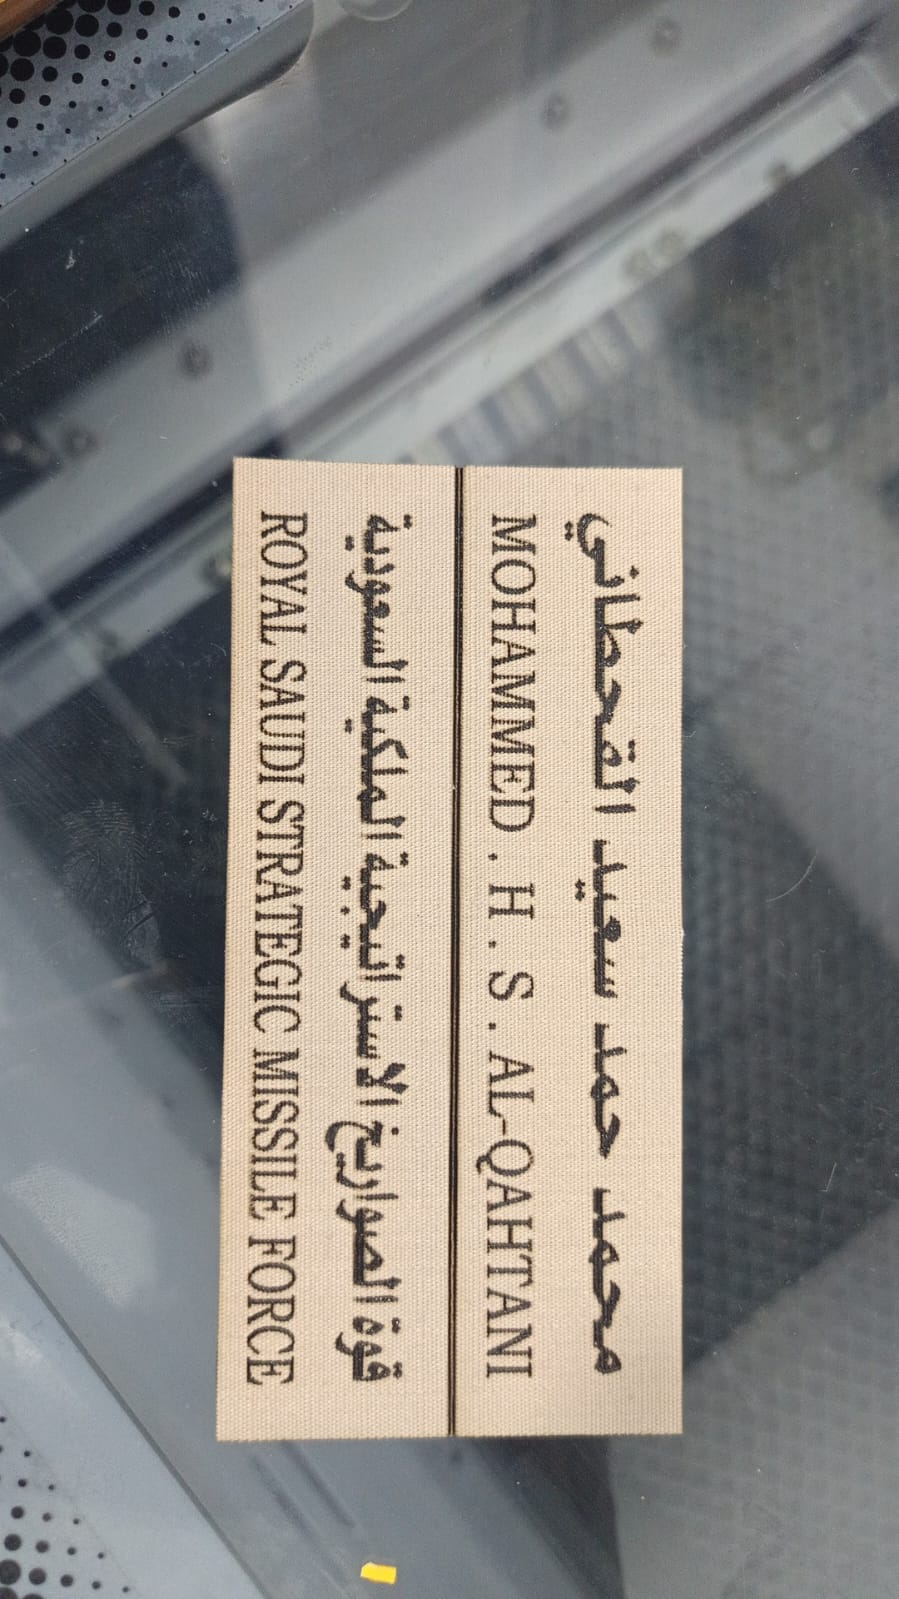 محمد حمد سعيد القحطاني
MOHAMMED . H . S . AL-QAHTANI
قوة الصواريخ الاستراتيجية الملكية السعودية
ROYAL SAUDI STRATEGIC MISSILE FORCE